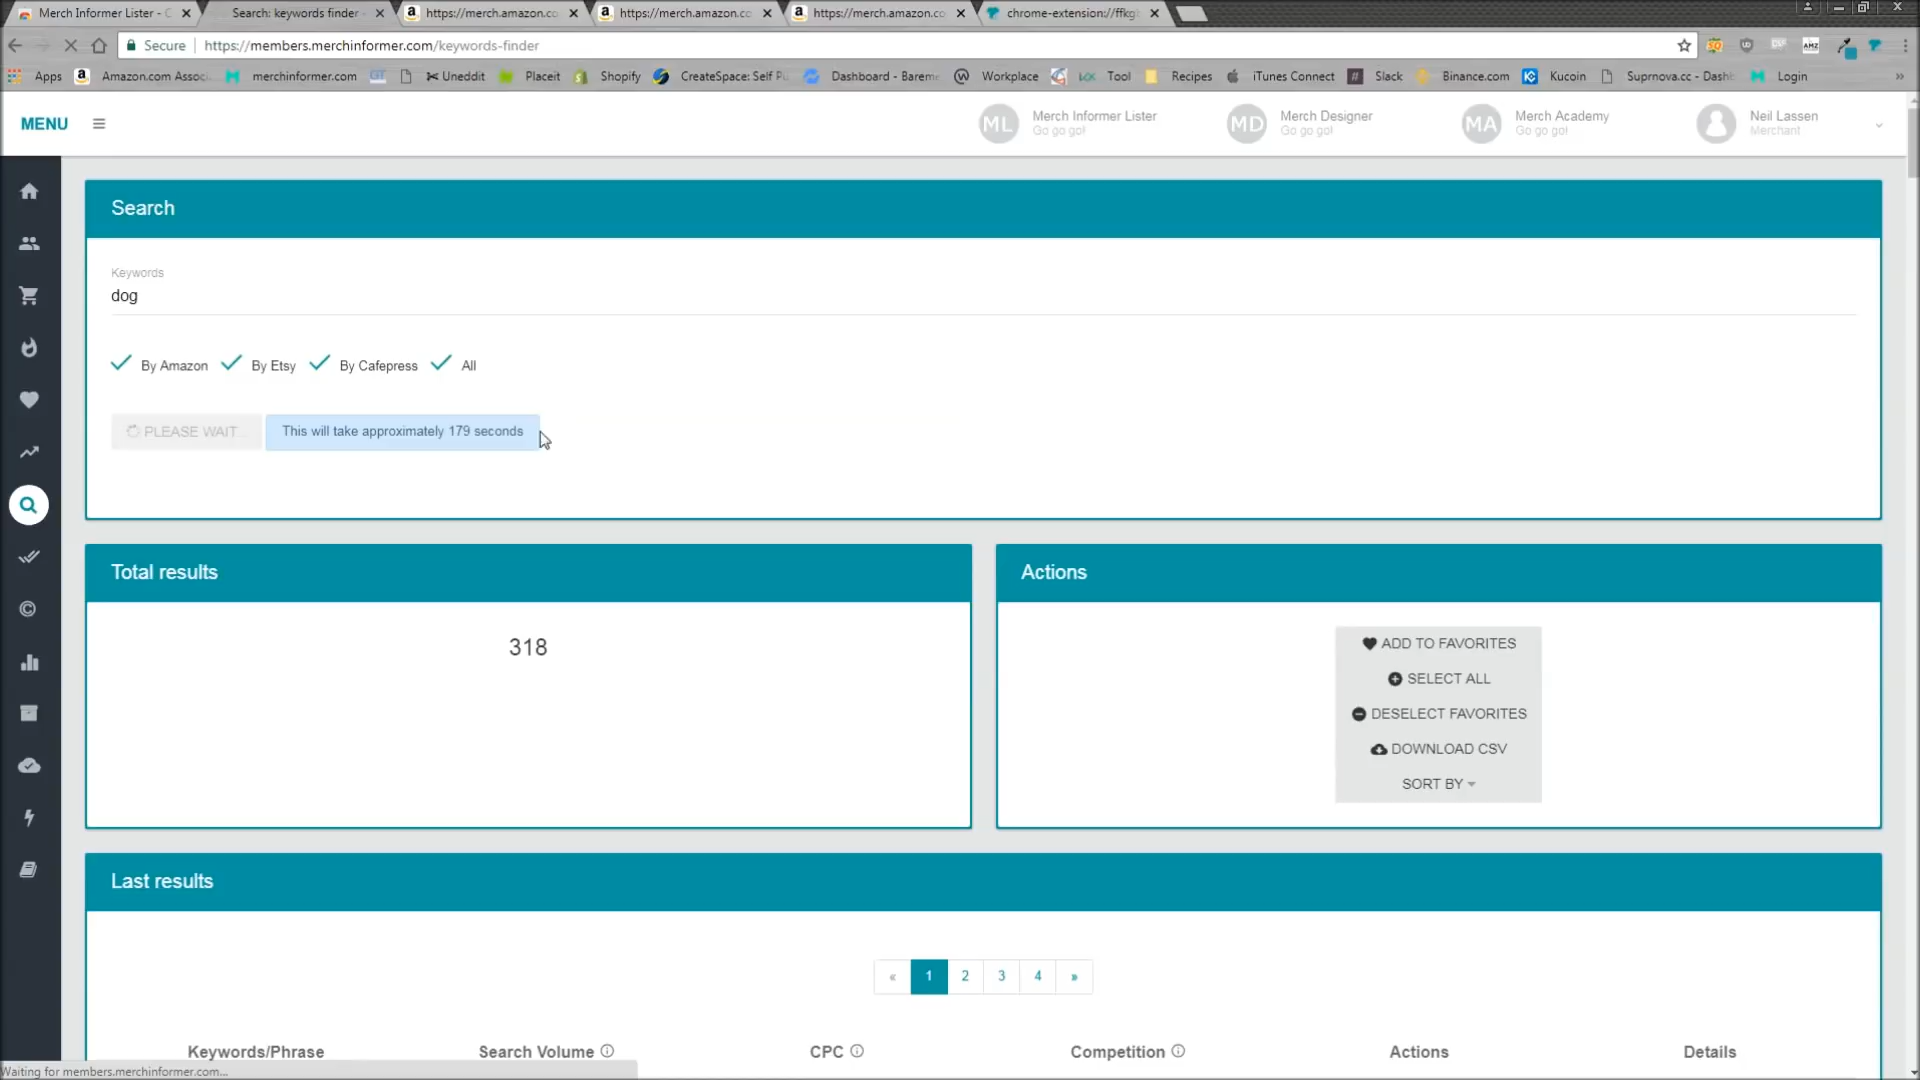 Merch Informer Lister - C
Search: keywords finder -
https://merch.amazon.co
https://merch.amazon.co
https://merch.amazon.co
chrome-extension://ffkg
Secure
https://members.merchinformer.com/keywords-finder
Apps
Amazon.com Assoc
merchinformer.com
Uneddit
Placeit
Shopify
CreateSpace: Self Pu
Dashboard - Barem
Workplace
Tool
Recipes
iTunes Connect
Slack
Binance.com
Kucoin
Suprnova.cc - Dashb
Login
»
MENU
ML
Merch Informer Lister
Go go go!
MD
Merch Designer
Go go go!
MA
Merch Academy
Go go go!
Neil Lassen
Merchant
Search
Keywords
dog
By Amazon
By Etsy
By Cafepress
All
PLEASE WAIT...
This will take approximately 179 seconds
Total results
318
Actions
ADD TO FAVORITES
SELECT ALL
DESELECT FAVORITES
DOWNLOAD CSV
SORT BY
Last results
« 1 2 3 4 »
Keywords/Phrase
Search Volume
CPC
Competition
Actions
Details
Waiting for members.merchinformer.com...